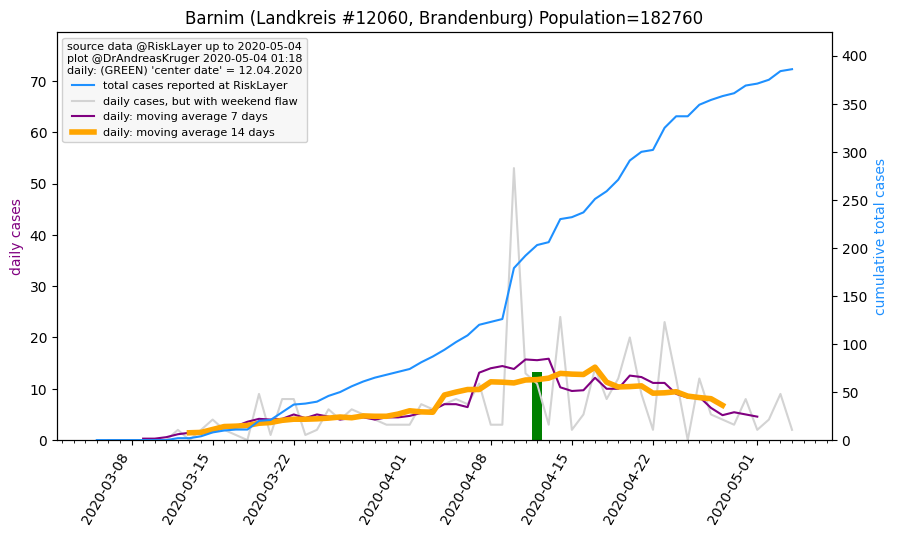 Barnim (Landkreis #12060, Brandenburg) Population=182760
source data @RiskLayer up to 2020-05-04
plot @DrAndreasKruger 2020-05-04 01:18
daily: (GREEN) 'center date' = 12.04.2020
total cases reported at RiskLayer
daily cases, but with weekend flaw
daily: moving average 7 days
daily: moving average 14 days
daily cases
70
60
50
40
30
20
10
0
cumulative total cases
400
350
300
250
200
150
100
50
0
2020-03-08
2020-03-15
2020-03-22
2020-04-01
2020-04-08
2020-04-15
2020-04-22
2020-05-01